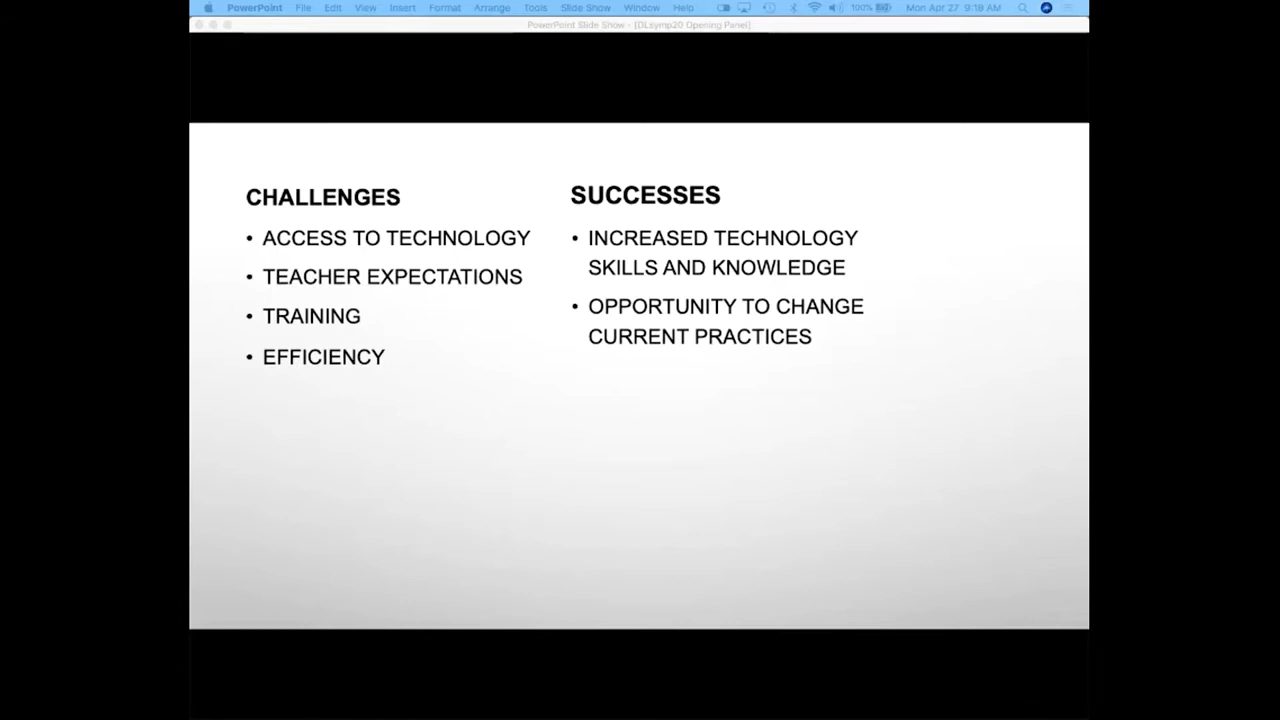 PowerPoint File Edit View Insert Format Arrange Tools Slide Show Window Help 100% Mon Apr 27 9:18 AM
PowerPoint Slide Show - [DLsymp20 Opening Panel]
CHALLENGES
• ACCESS TO TECHNOLOGY
• TEACHER EXPECTATIONS
• TRAINING
• EFFICIENCY
SUCCESSES
• INCREASED TECHNOLOGY
SKILLS AND KNOWLEDGE
• OPPORTUNITY TO CHANGE
CURRENT PRACTICES